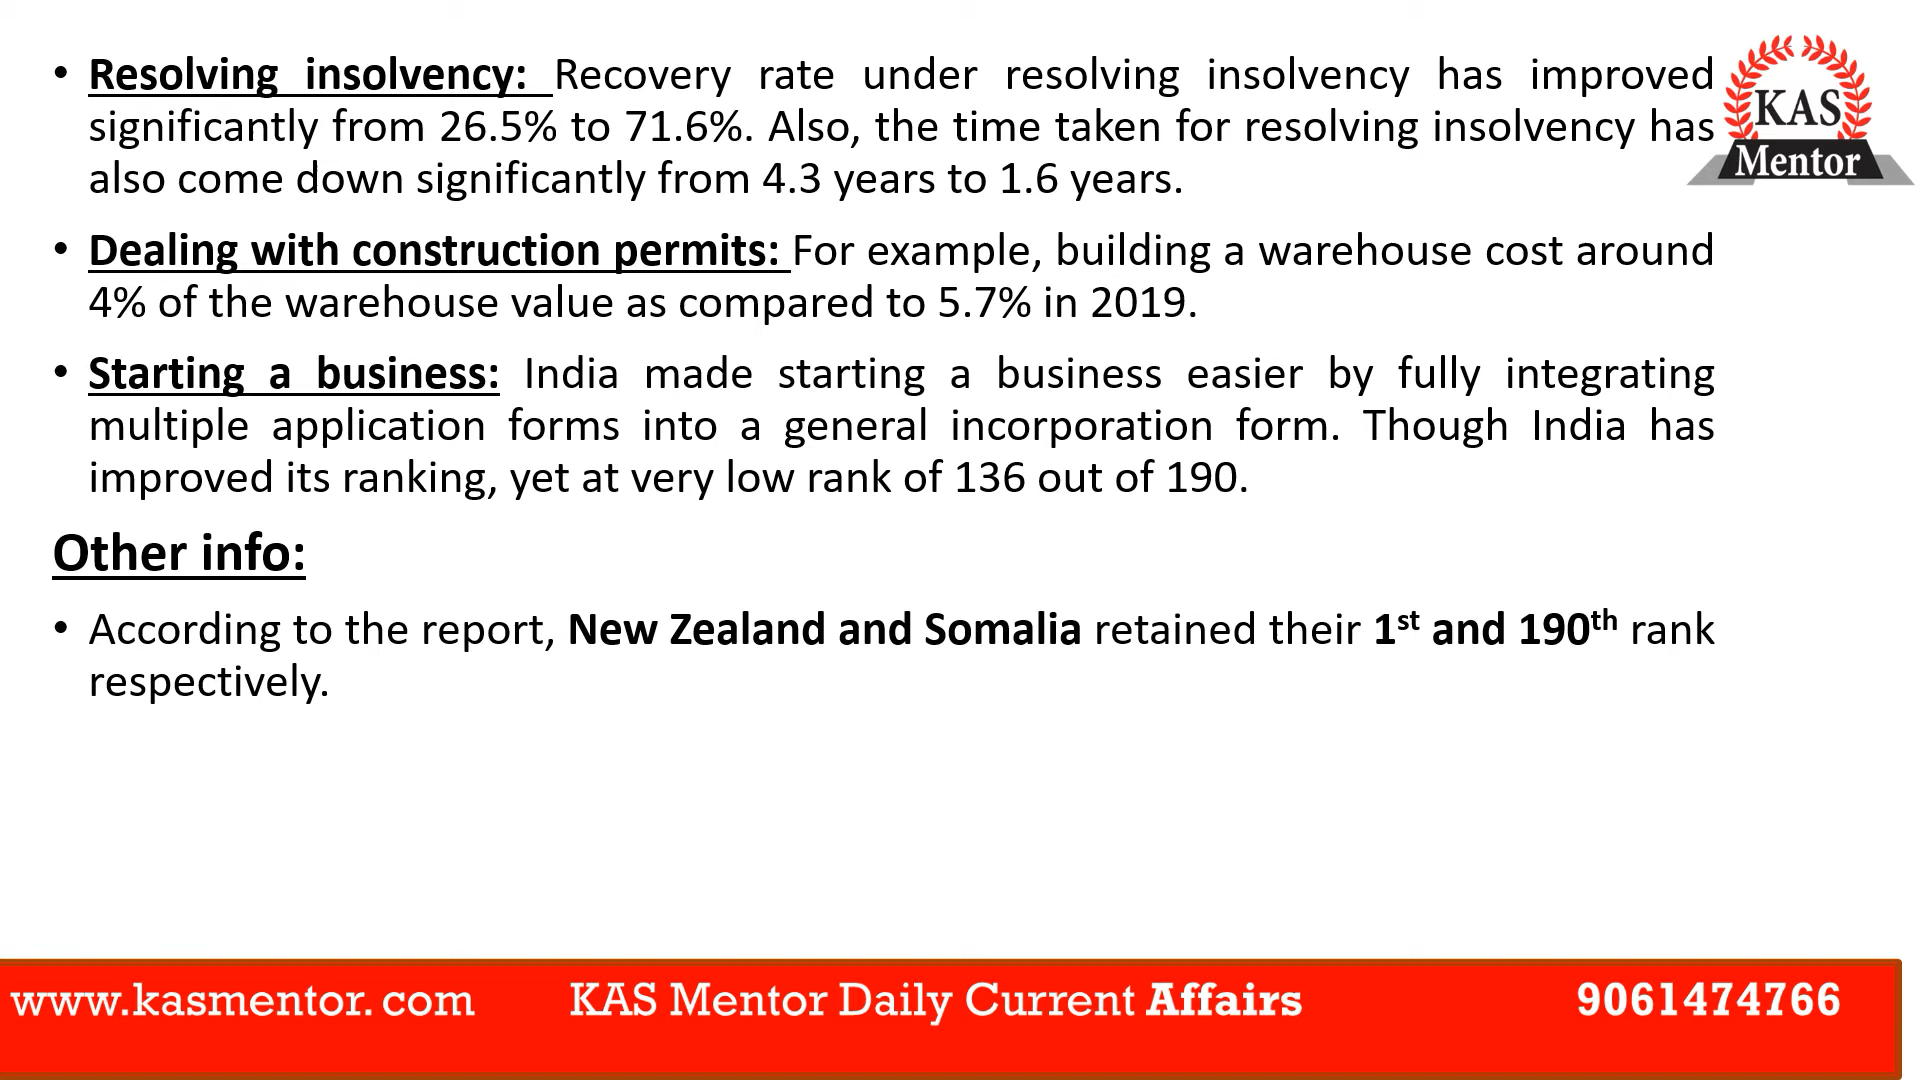 • Resolving insolvency: Recovery rate under resolving insolvency has improved
significantly from 26.5% to 71.6%. Also, the time taken for resolving insolvency has
also come down significantly from 4.3 years to 1.6 years.
• Dealing with construction permits: For example, building a warehouse cost around
4% of the warehouse value as compared to 5.7% in 2019.
• Starting a business: India made starting a business easier by fully integrating
multiple application forms into a general incorporation form. Though India has
improved its ranking, yet at very low rank of 136 out of 190.
Other info:
• According to the report, New Zealand and Somalia retained their 1st and 190th rank
respectively.
KAS
Mentor
www.kasmentor. com KAS Mentor Daily Current Affairs 9061474766